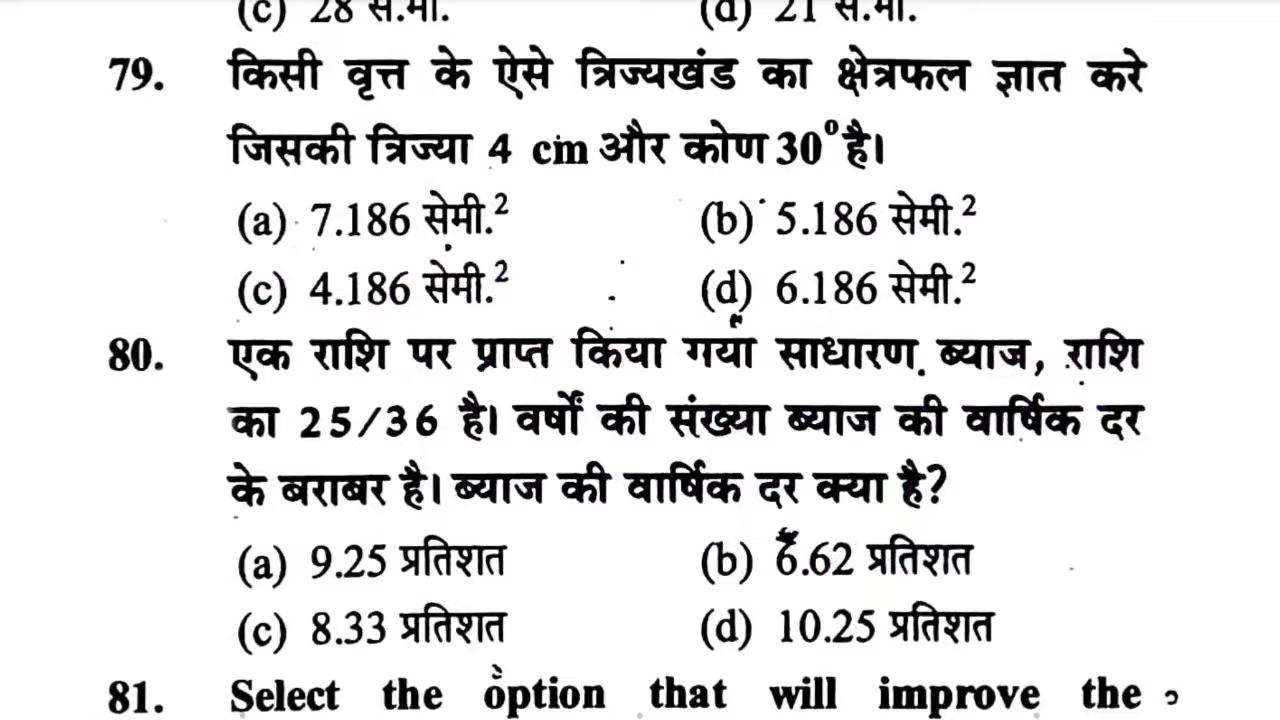 (c) 28 से.मी. (d) 21 से.मी.
79. किसी वृत्त के ऐसे त्रिज्यखंड का क्षेत्रफल ज्ञात करे
जिसकी त्रिज्या 4 cm और कोण 30° है।
(a) 7.186 सेमी.² (b) 5.186 सेमी.²
(c) 4.186 सेमी.² (d) 6.186 सेमी.²
80. एक राशि पर प्राप्त किया गया साधारण ब्याज, राशि
का 25/36 है। वर्षों की संख्या ब्याज की वार्षिक दर
के बराबर है। ब्याज की वार्षिक दर क्या है?
(a) 9.25 प्रतिशत (b) 6.62 प्रतिशत
(c) 8.33 प्रतिशत (d) 10.25 प्रतिशत
81. Select the option that will improve the